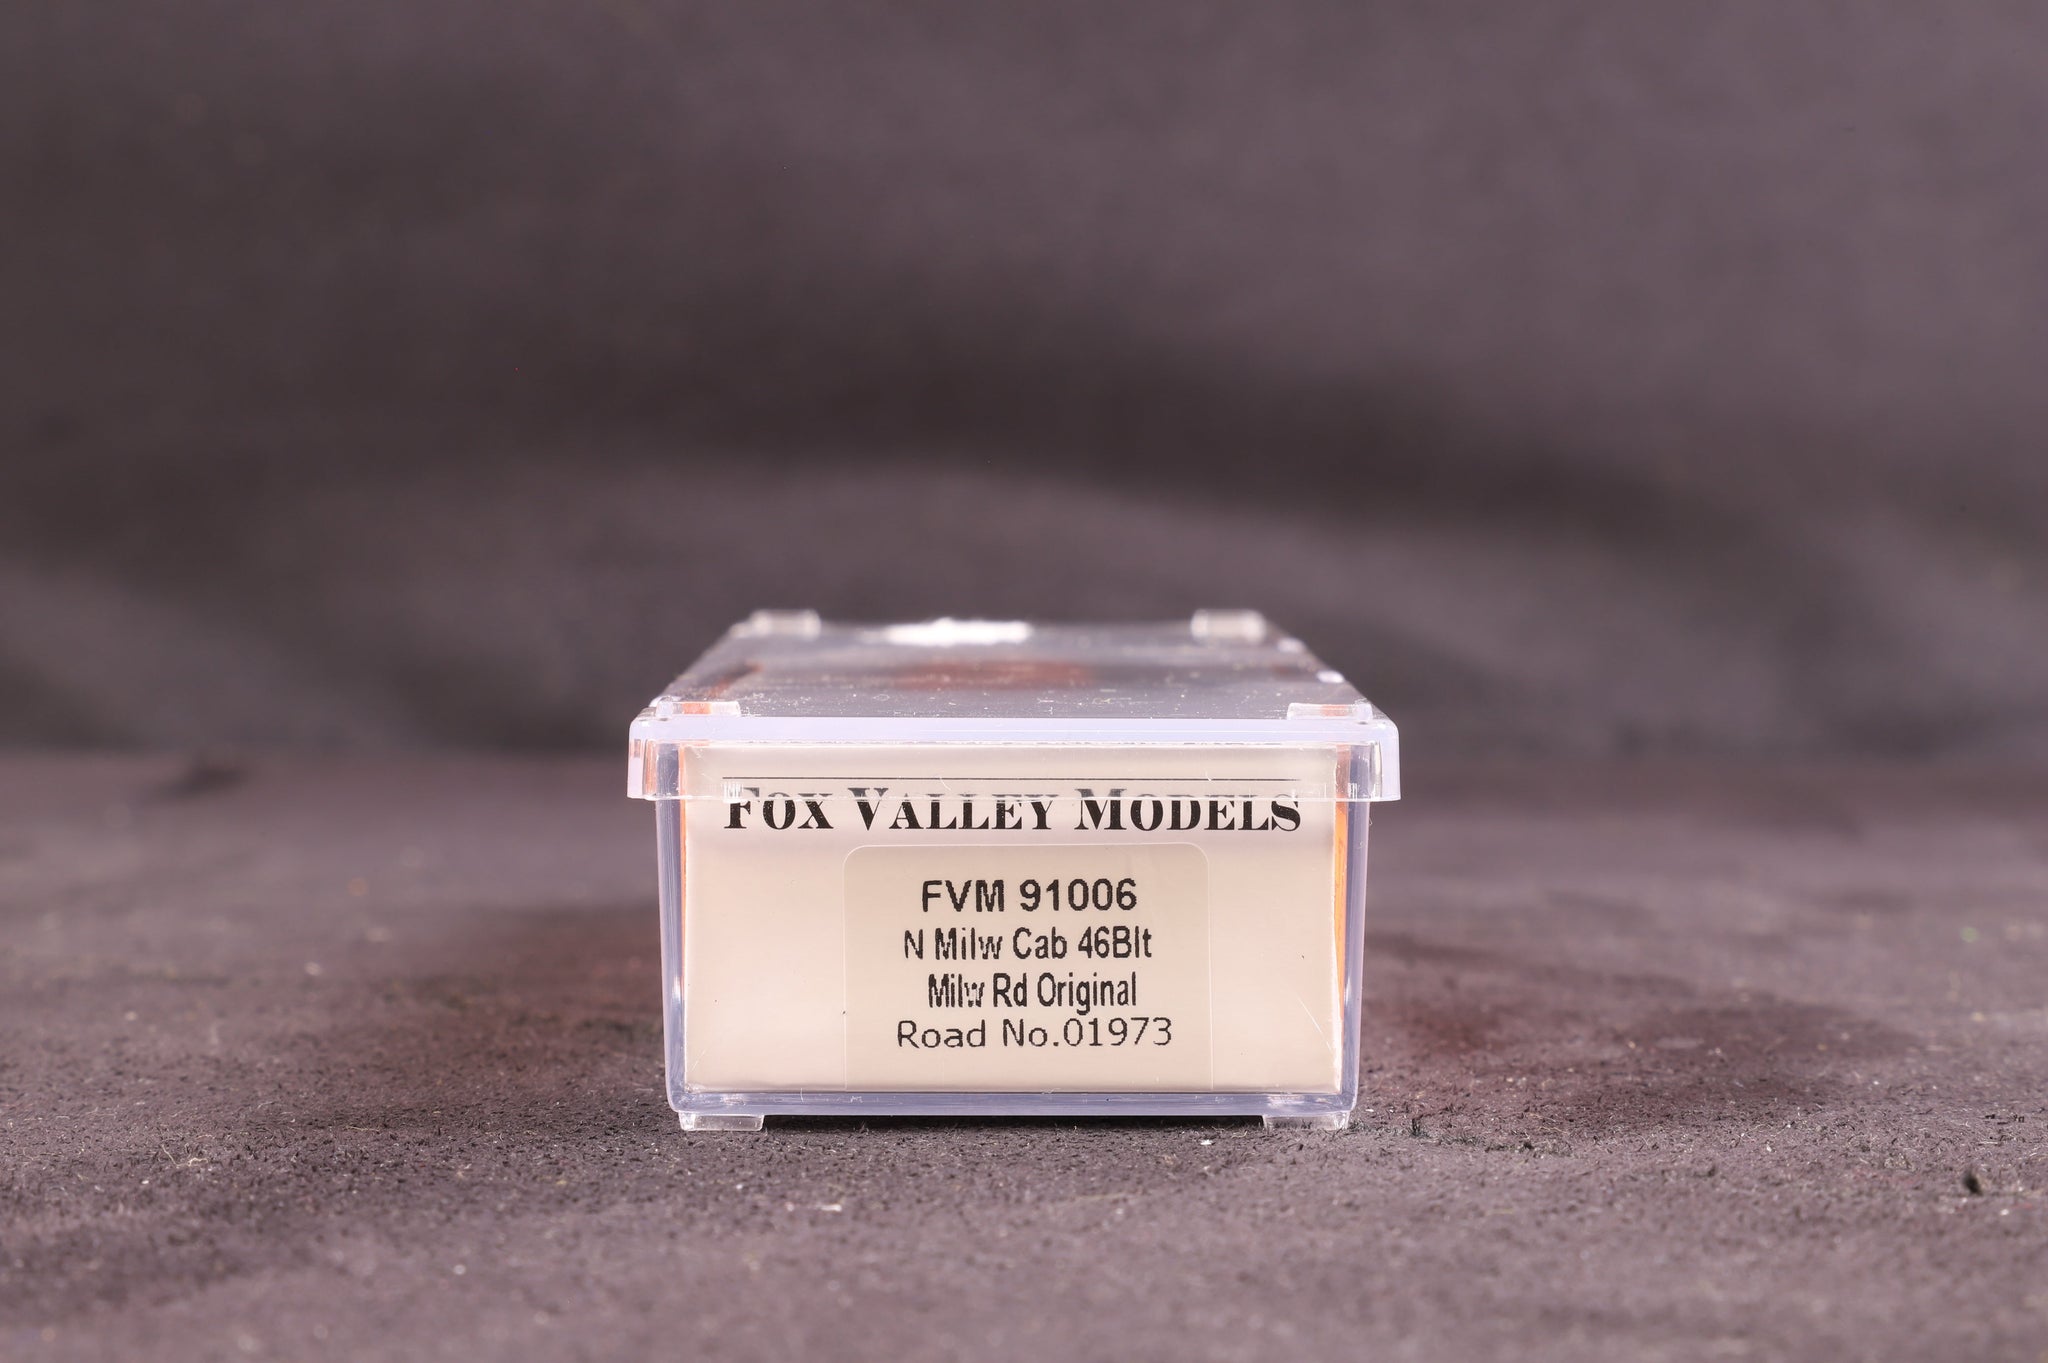 FOX VALLEY MODELS
FVM 91006
N Milw Cab 46Blt
Milw Rd Original
Road No.01973